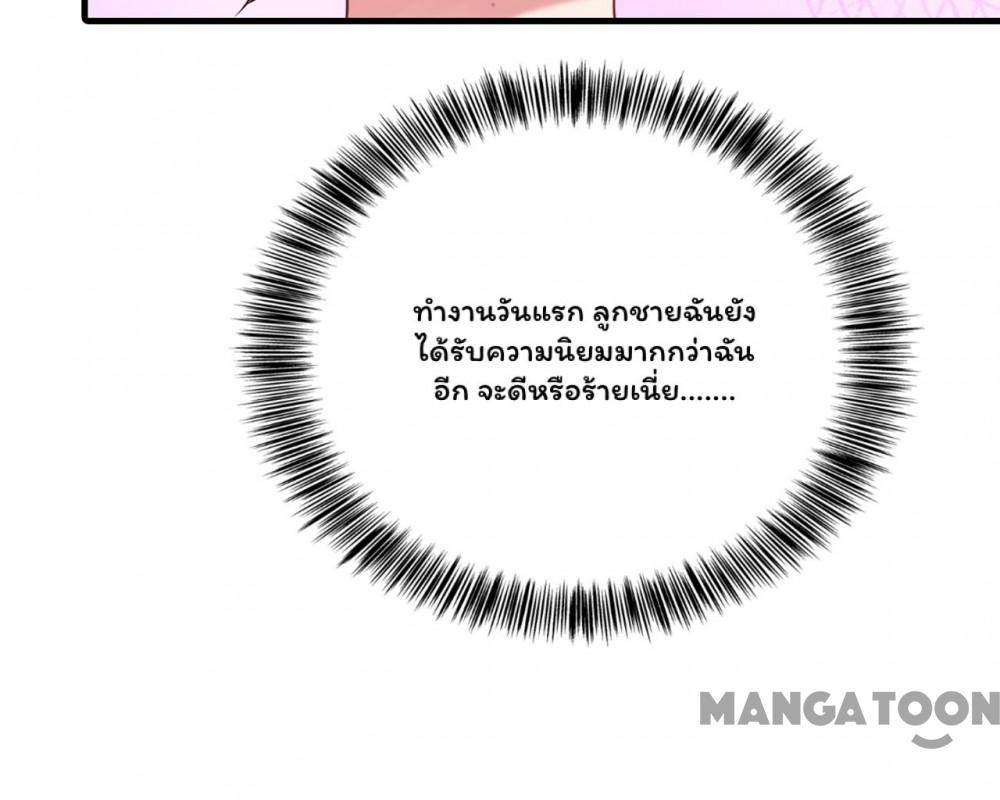 ทำงานวันแรก ลูกชายฉันยัง
ได้รับความนิยมมากกว่าฉัน
อีก จะดีหรือร้ายเนี่ย.......
MANGATOON